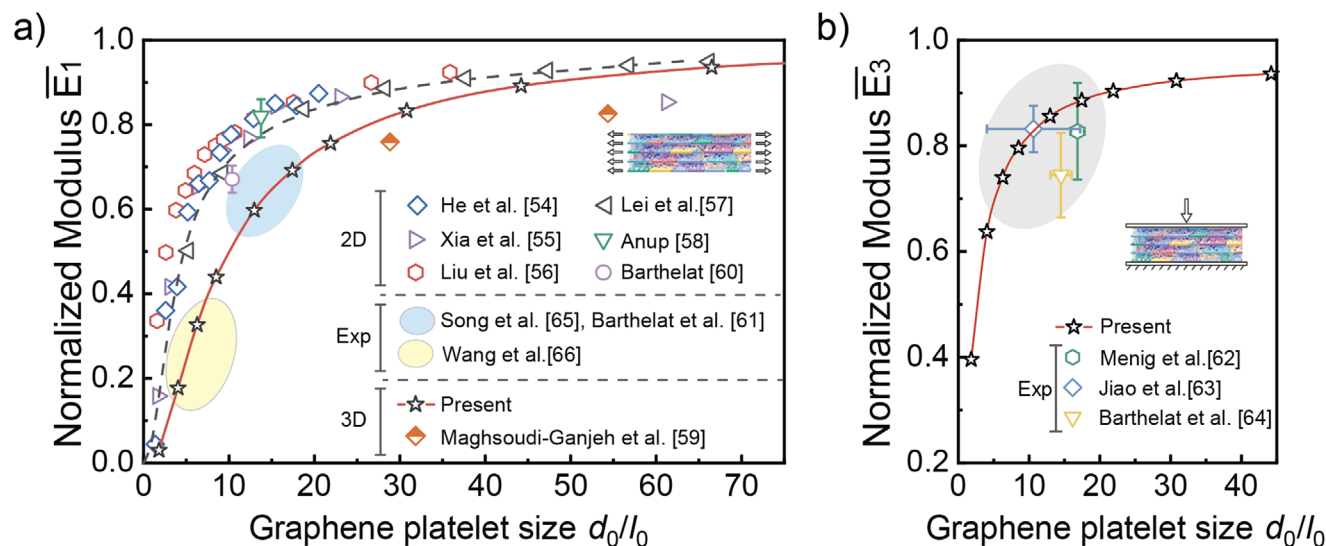 a)
Normalized Modulus E̅1
1.0
0.8
0.6
0.4
0.2
0.0
0 10 20 30 40 50 60 70
Graphene platelet size d0/l0
2D
He et al. [54]
Lei et al.[57]
Xia et al. [55]
Anup [58]
Liu et al. [56]
Barthelat [60]
Exp
Song et al. [65], Barthelat et al. [61]
Wang et al.[66]
3D
Present
Maghsoudi-Ganjeh et al. [59]
b)
Normalized Modulus E̅3
1.0
0.8
0.6
0.4
0.2
0 10 20 30 40
Graphene platelet size d0/l0
Present
Exp
Menig et al.[62]
Jiao et al.[63]
Barthelat et al. [64]